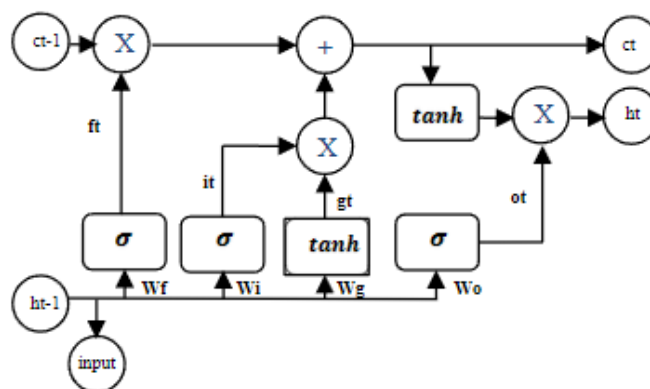 ct-1
X
+
ct
tanh
X
ht
ft
it
X
gt
ot
σ
σ
tanh
σ
Wf
Wi
Wg
Wo
ht-1
input